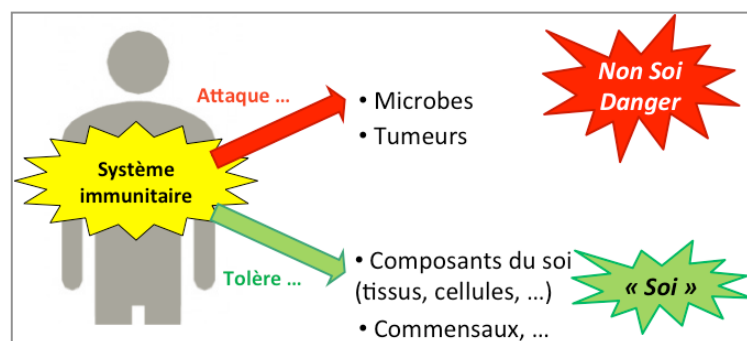 Attaque …
• Microbes
• Tumeurs
Non Soi
Danger
Système
immunitaire
Tolère …
• Composants du soi
(tissus, cellules, …)
• Commensaux, …
« Soi »